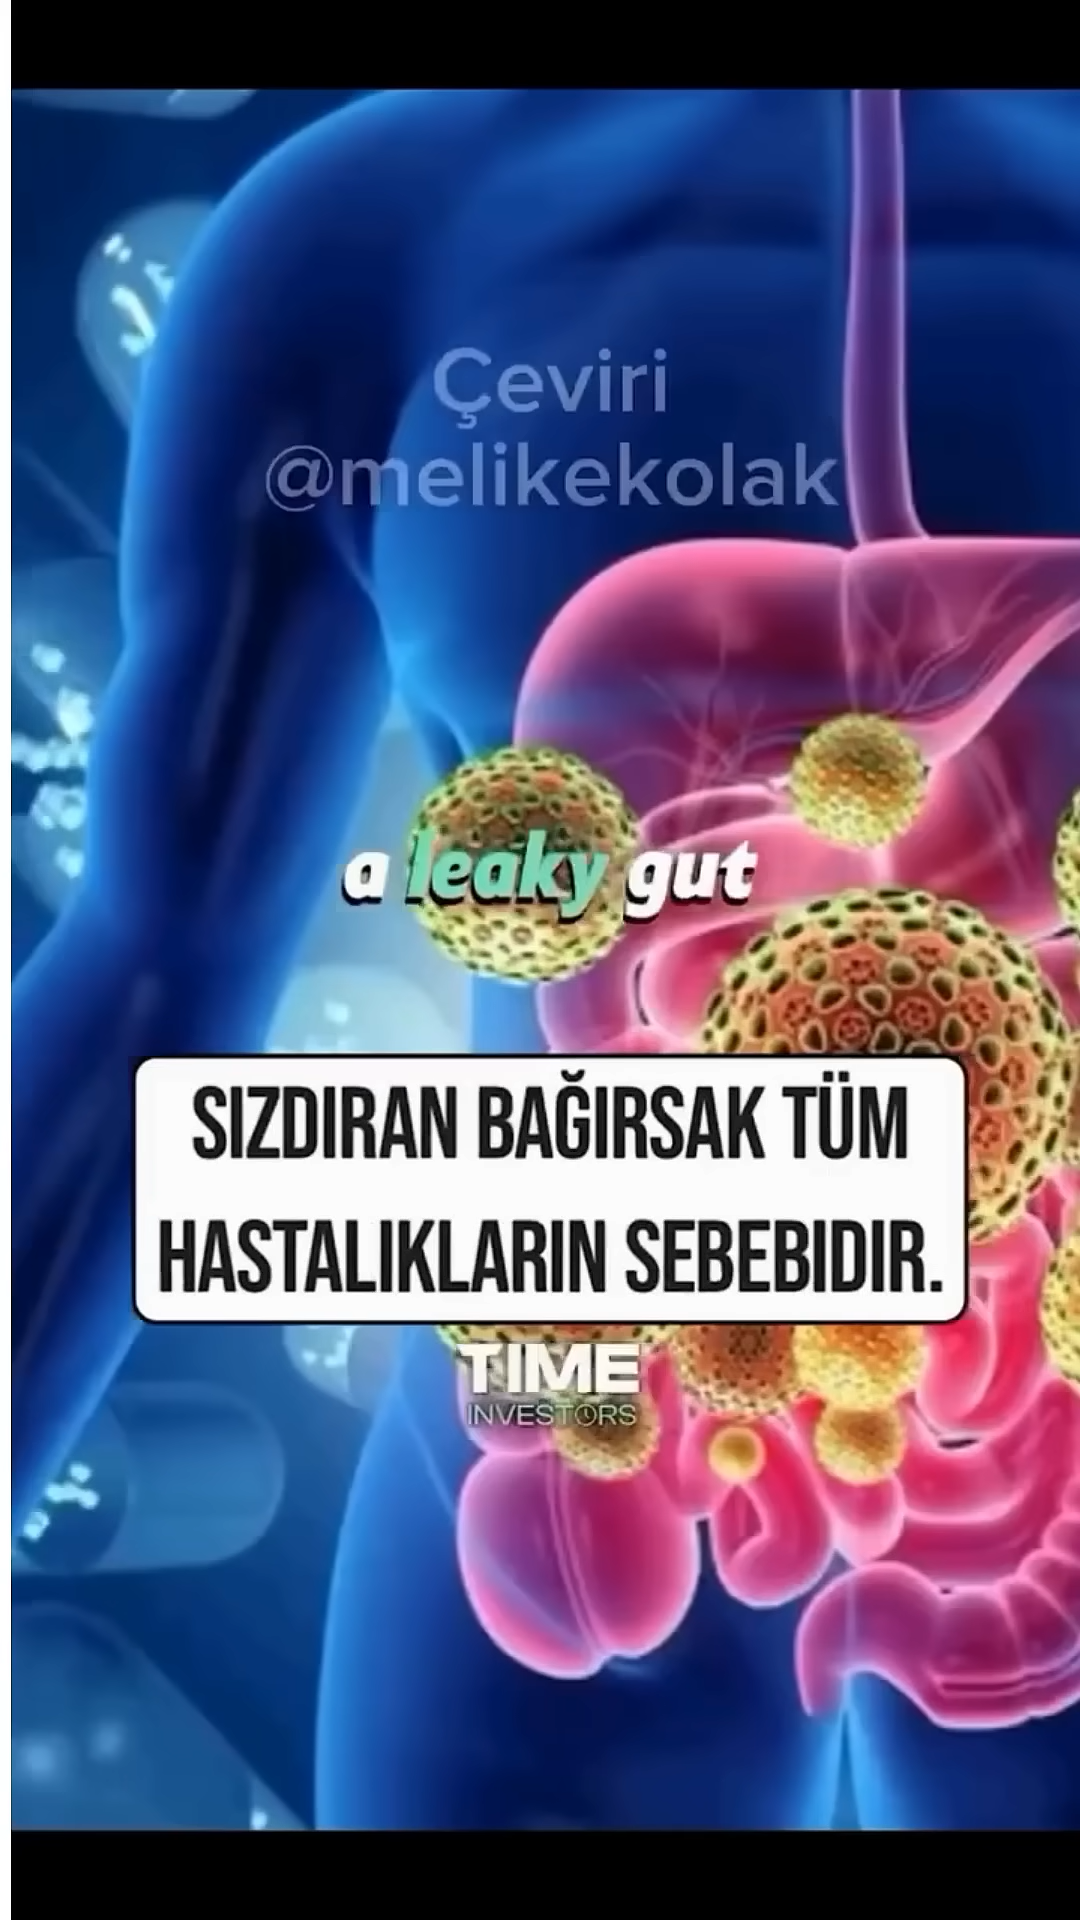 Çeviri
@melikekolak
a leaky gut
SIZDIRAN BAĞIRSAK TÜM
HASTALIKLARIN SEBEBIDIR.
TIME
INVESTORS